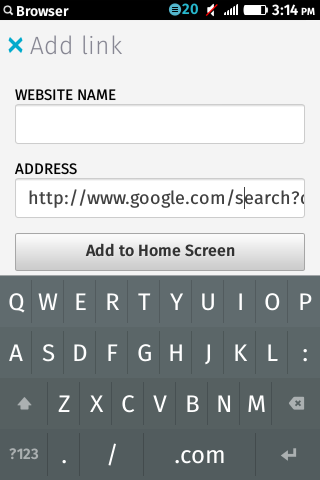 Browser 20 3:14 PM
Add link
WEBSITE NAME
ADDRESS
http://www.google.com/search?
Add to Home Screen
Q W E R T Y U I O P
A S D F G H J K L :
Z X C V B N M
?123 . / .com